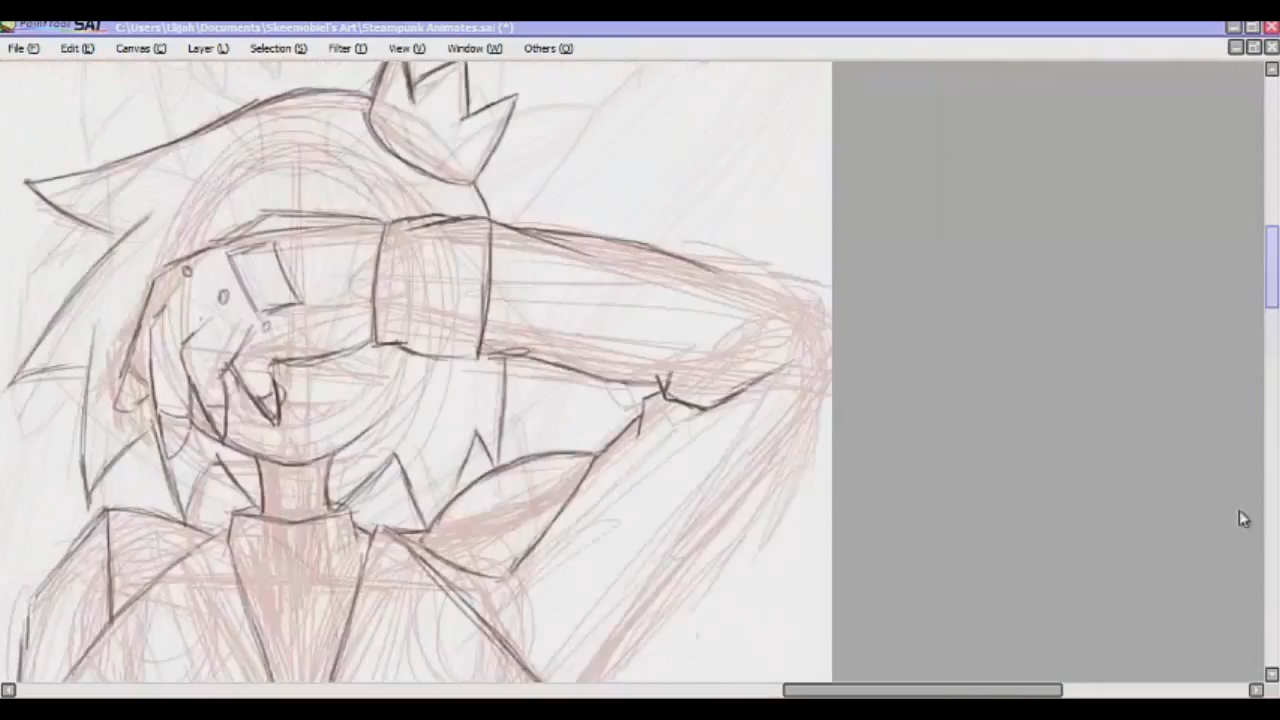 PaintTool SAI C:\Users\Elijah\Documents\Skeemobiel's Art\Steampunk Animates.sai (*)
File (F) Edit (E) Canvas (C) Layer (L) Selection (S) Filter (T) View (V) Window (W) Others (O)